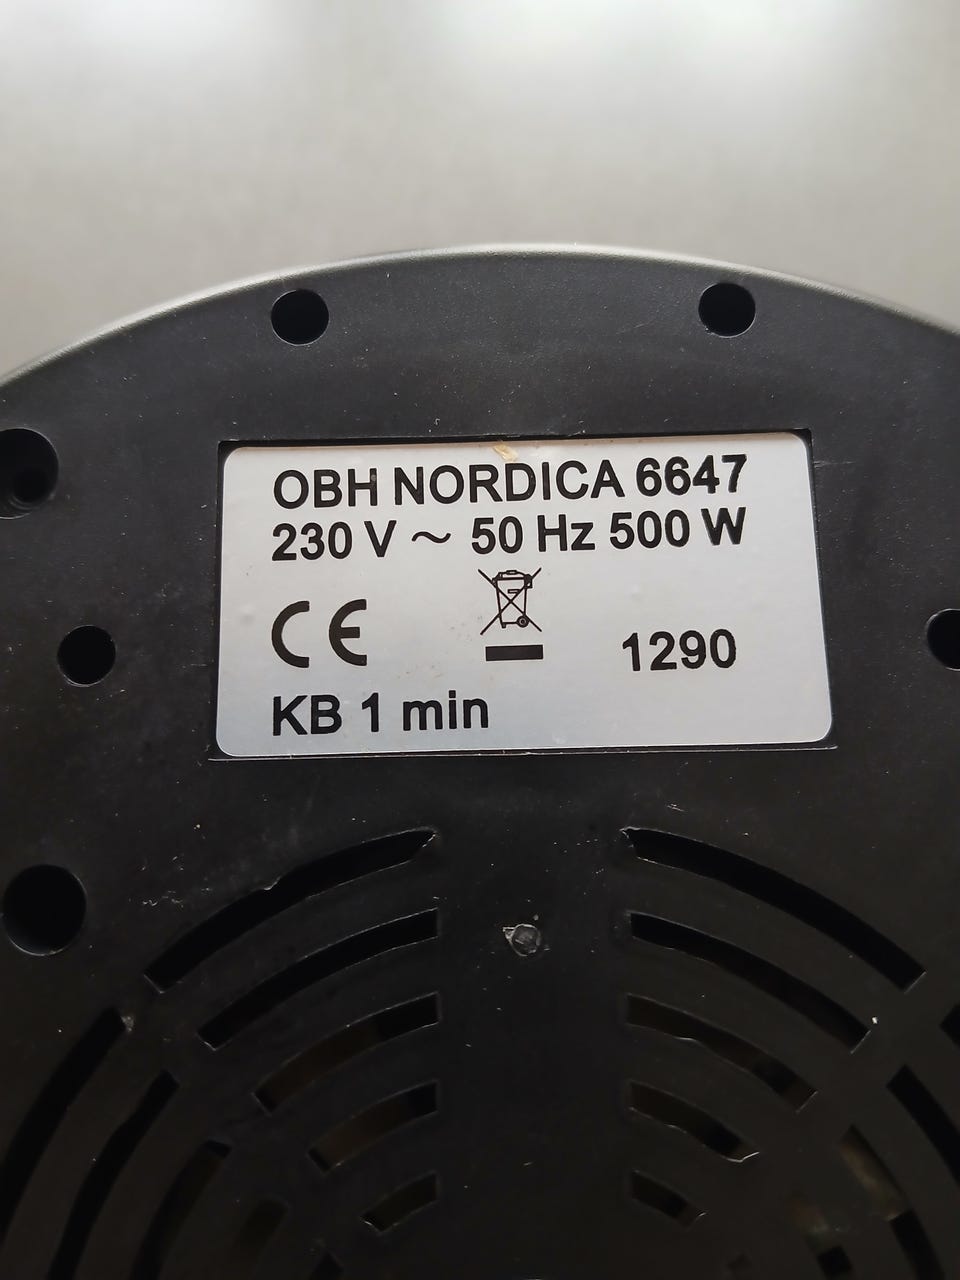 OBH NORDICA 6647
230 V ~ 50 Hz 500 W
CE
1290
KB 1 min